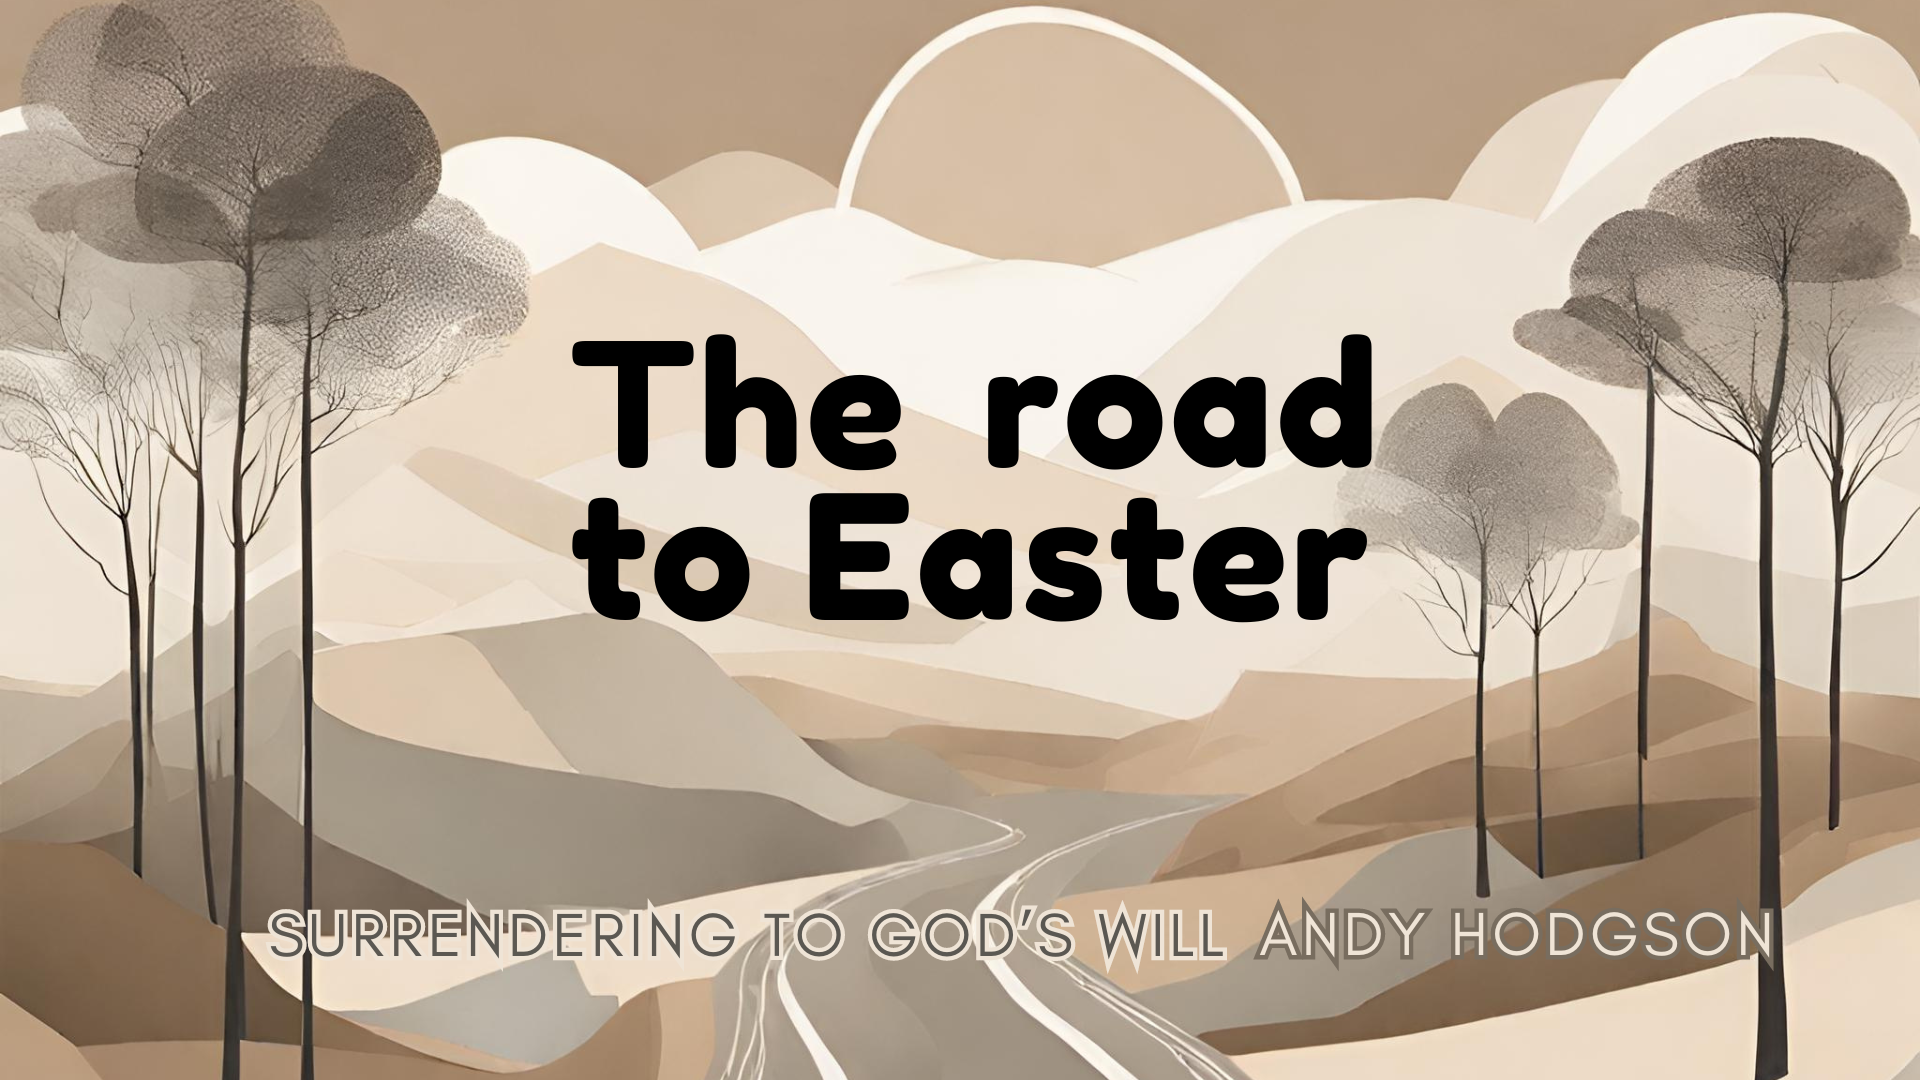 The road
to Easter
SURRENDERING TO GOD'S WILL ANDY HODGSON